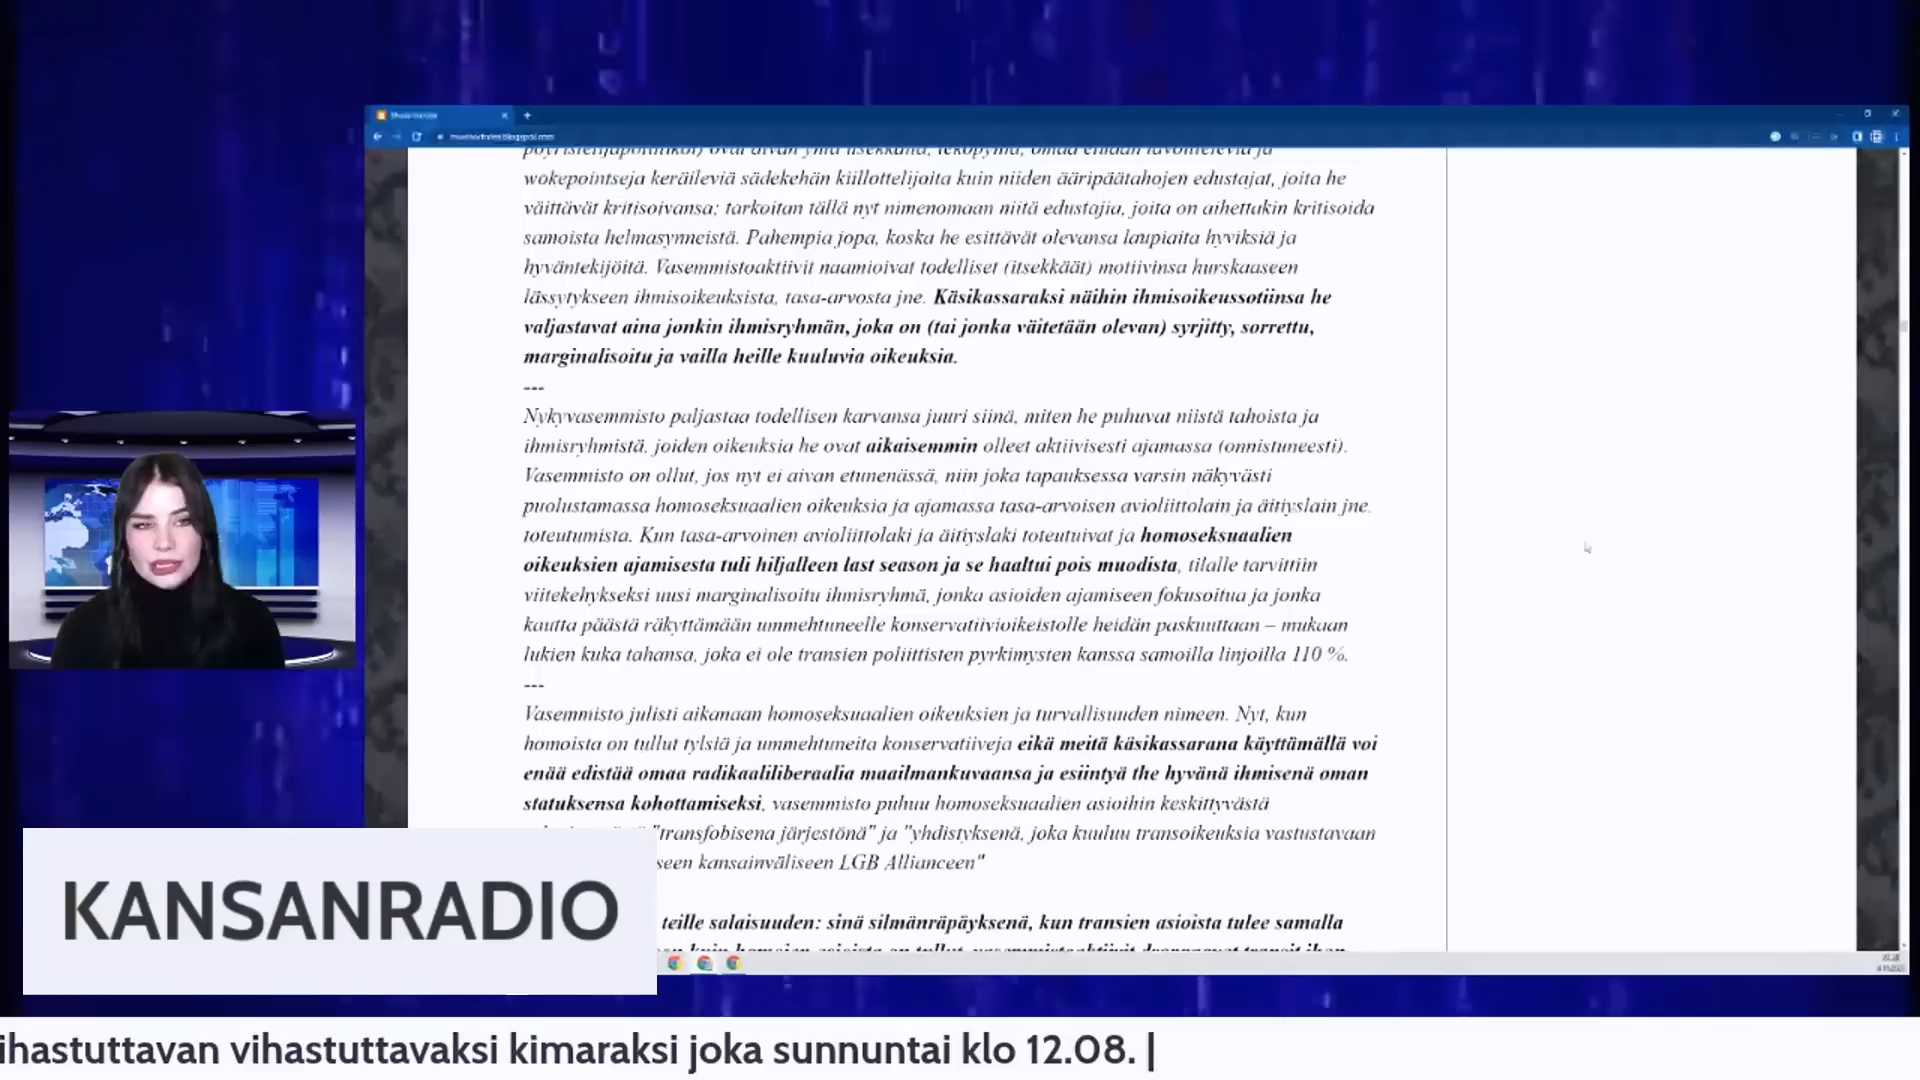 wokepointseja keräileviä sädekehän kiillottelijoita kuin niiden ääripäätahojen edustajat, joita he
väittävät kritisoivansa; tarkoitan tällä nyt nimenomaan niitä edustajia, joita on aihettakin kritisoida
samoista helmasynneistä. Pahempia jopa, koska he esittävät olevansa laupiaita hyviksiä ja
hyväntekijöitä. Vasemmistoaktiivit naamioivat todelliset (itsekkäät) motiivinsa hurskaaseen
lässytykseen ihmisoikeuksista, tasa-arvosta jne. Käsikassaraksi näihin ihmisoikeussotiinsa he
valjastavat aina jonkin ihmisryhmän, joka on (tai jonka väitetään olevan) syrjitty, sorrettu,
marginalisoitu ja vailla heille kuuluvia oikeuksia.
---
Nykyvasemmisto paljastaa todellisen karvansa juuri siinä, miten he puhuvat niistä tahoista ja
ihmisryhmistä, joiden oikeuksia he ovat aikaisemmin olleet aktiivisesti ajamassa (onnistuneesti).
Vasemmisto on ollut, jos nyt ei aivan etunenässä, niin joka tapauksessa varsin näkyvästi
puolustamassa homoseksuaalien oikeuksia ja ajamassa tasa-arvoisen avioliittolain ja äitiyslain jne.
toteutumista. Kun tasa-arvoinen avioliittolaki ja äitiyslaki toteutuivat ja homoseksuaalien
oikeuksien ajamisesta tuli hiljalleen last season ja se haaltui pois muodista, tilalle tarvittiin
viitekehykseksi uusi marginalisoitu ihmisryhmä, jonka asioiden ajamiseen fokusoitua ja jonka
kautta päästä räkyttämään ummehtuneelle konservatiivioikeistolle heidän paskuuttaan – mukaan
lukien kuka tahansa, joka ei ole transien poliittisten pyrkimysten kanssa samoilla linjoilla 110 %.
---
Vasemmisto julisti aikanaan homoseksuaalien oikeuksien ja turvallisuuden nimeen. Nyt, kun
homoista on tullut tylsiä ja ummehtuneita konservatiiveja eikä meitä käsikassarana käyttämällä voi
enää edistää omaa radikaaliliberaalia maailmankuvaansa ja esiintyä the hyvänä ihmisenä oman
statuksensa kohottamiseksi, vasemmisto puhuu homoseksuaalien asioihin keskittyvästä
"transfobisena järjestönä" ja "yhdistyksenä, joka kuuluu transoikeuksia vastustavaan
seen kansainväliseen LGB Allianceen"
teille salaisuuden: sinä silmänräpäyksenä, kun transien asioista tulee samalla
KANSANRADIO
ihastuttavan vihastuttavaksi kimaraksi joka sunnuntai klo 12.08. |